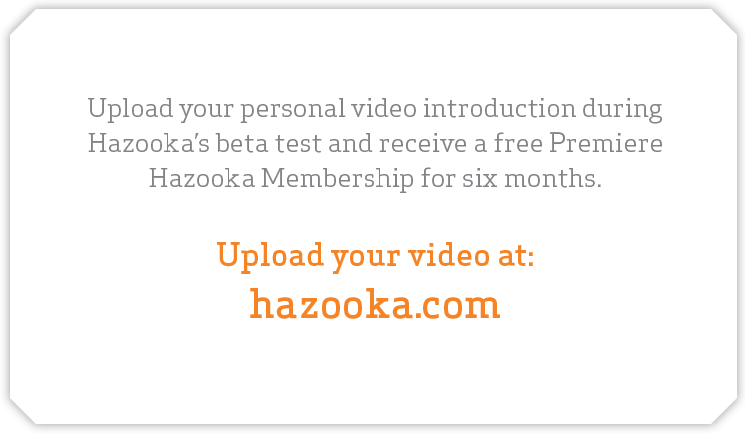 Upload your personal video introduction during
Hazooka’s beta test and receive a free Premiere
Hazooka Membership for six months.
Upload your video at:
hazooka.com